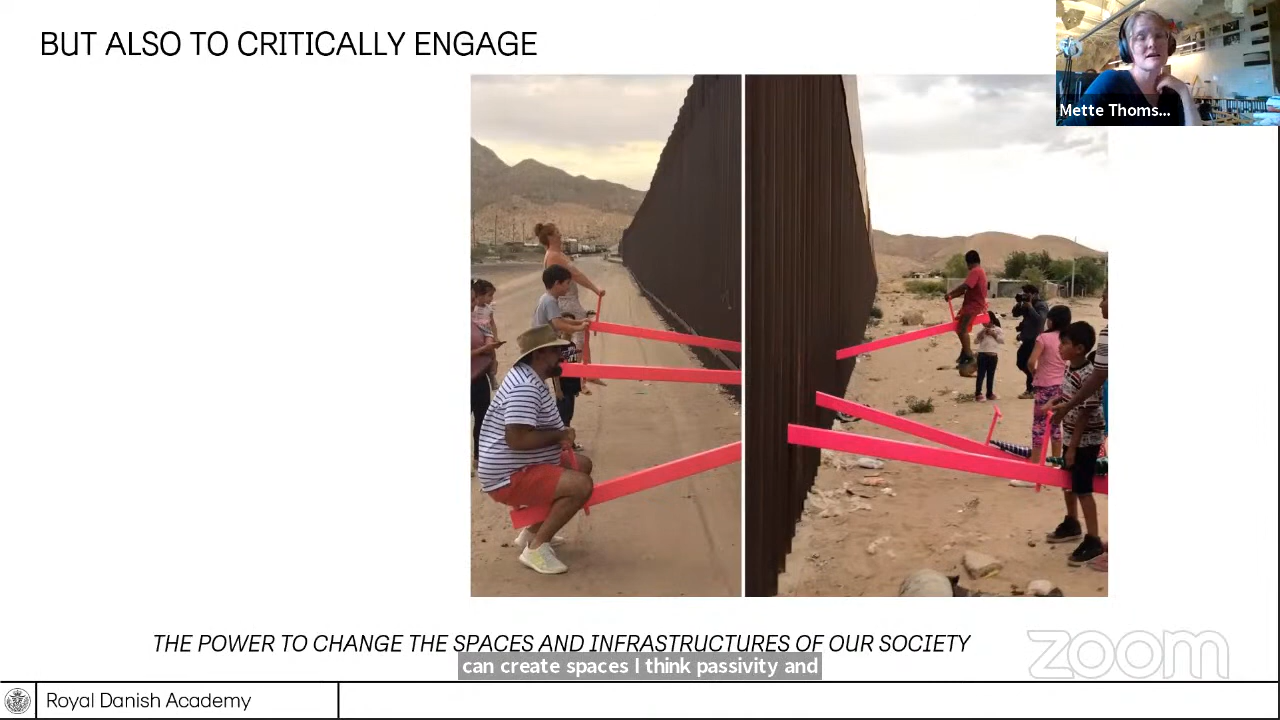 BUT ALSO TO CRITICALLY ENGAGE
Mette Thoms...
THE POWER TO CHANGE THE SPACES AND INFRASTRUCTURES OF OUR SOCIETY
can create spaces I think passivity and
zoom
Royal Danish Academy